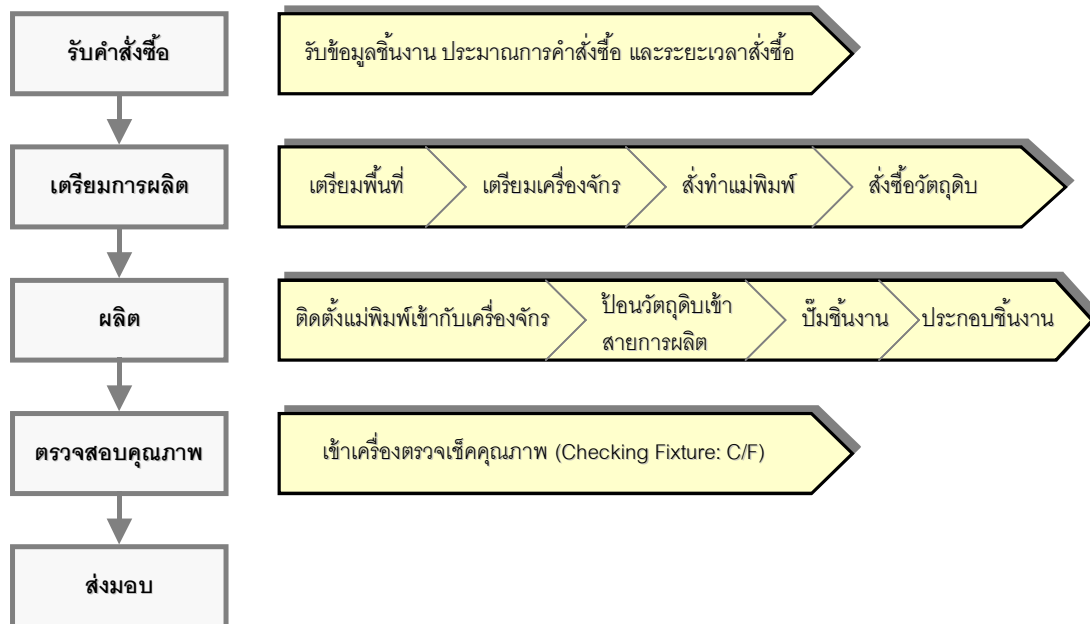 รับคำสั่งซื้อ
รับข้อมูลชิ้นงาน ประมาณการคำสั่งซื้อ และระยะเวลาสั่งซื้อ
เตรียมการผลิต
เตรียมพื้นที่
เตรียมเครื่องจักร
สั่งทำแม่พิมพ์
สั่งซื้อวัตถุดิบ
ผลิต
ติดตั้งแม่พิมพ์เข้ากับเครื่องจักร
ป้อนวัตถุดิบเข้า
สายการผลิต
ปั๊มชิ้นงาน
ประกอบชิ้นงาน
ตรวจสอบคุณภาพ
เข้าเครื่องตรวจเช็คคุณภาพ (Checking Fixture: C/F)
ส่งมอบ